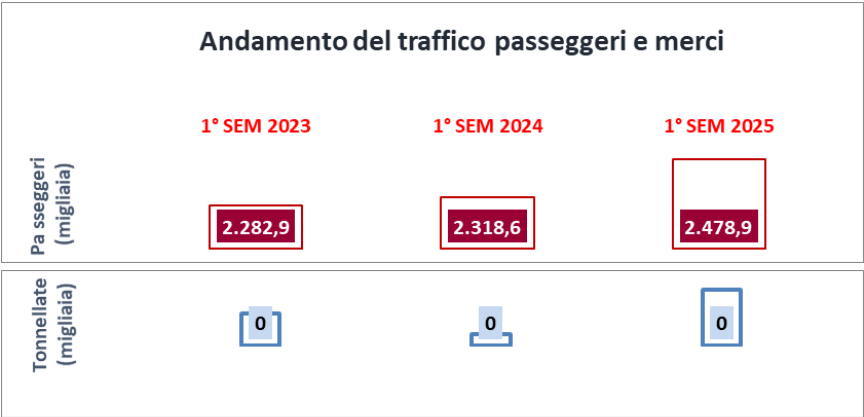 Andamento del traffico passeggeri e merci
1° SEM 2023 1° SEM 2024 1° SEM 2025
Pa sseggeri
(migliaia)
2.282,9 2.318,6 2.478,9
Tonnellate
(migliaia)
0 0 0